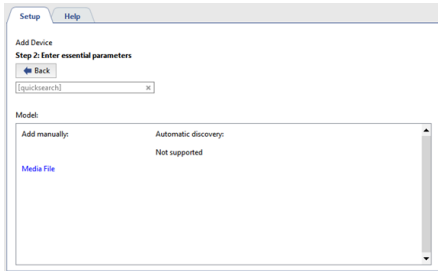 Setup Help
Add Device
Step 2: Enter essential parameters
Back
[quicksearch]
Model:
Add manually: Automatic discovery:
Not supported
Media File